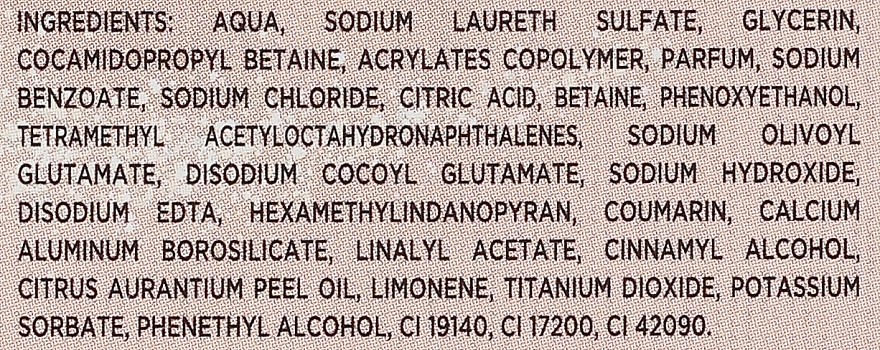 INGREDIENTS: AQUA, SODIUM LAURETH SULFATE, GLYCERIN,
COCAMIDOPROPYL BETAINE, ACRYLATES COPOLYMER, PARFUM, SODIUM
BENZOATE, SODIUM CHLORIDE, CITRIC ACID, BETAINE, PHENOXYETHANOL,
TETRAMETHYL ACETYLOCTAHYDRONAPHTHALENES, SODIUM OLIVOYL
GLUTAMATE, DISODIUM COCOYL GLUTAMATE, SODIUM HYDROXIDE,
DISODIUM EDTA, HEXAMETHYLINDANOPYRAN, COUMARIN, CALCIUM
ALUMINUM BOROSILICATE, LINALYL ACETATE, CINNAMYL ALCOHOL,
CITRUS AURANTIUM PEEL OIL, LIMONENE, TITANIUM DIOXIDE, POTASSIUM
SORBATE, PHENETHYL ALCOHOL, CI 19140, CI 17200, CI 42090.